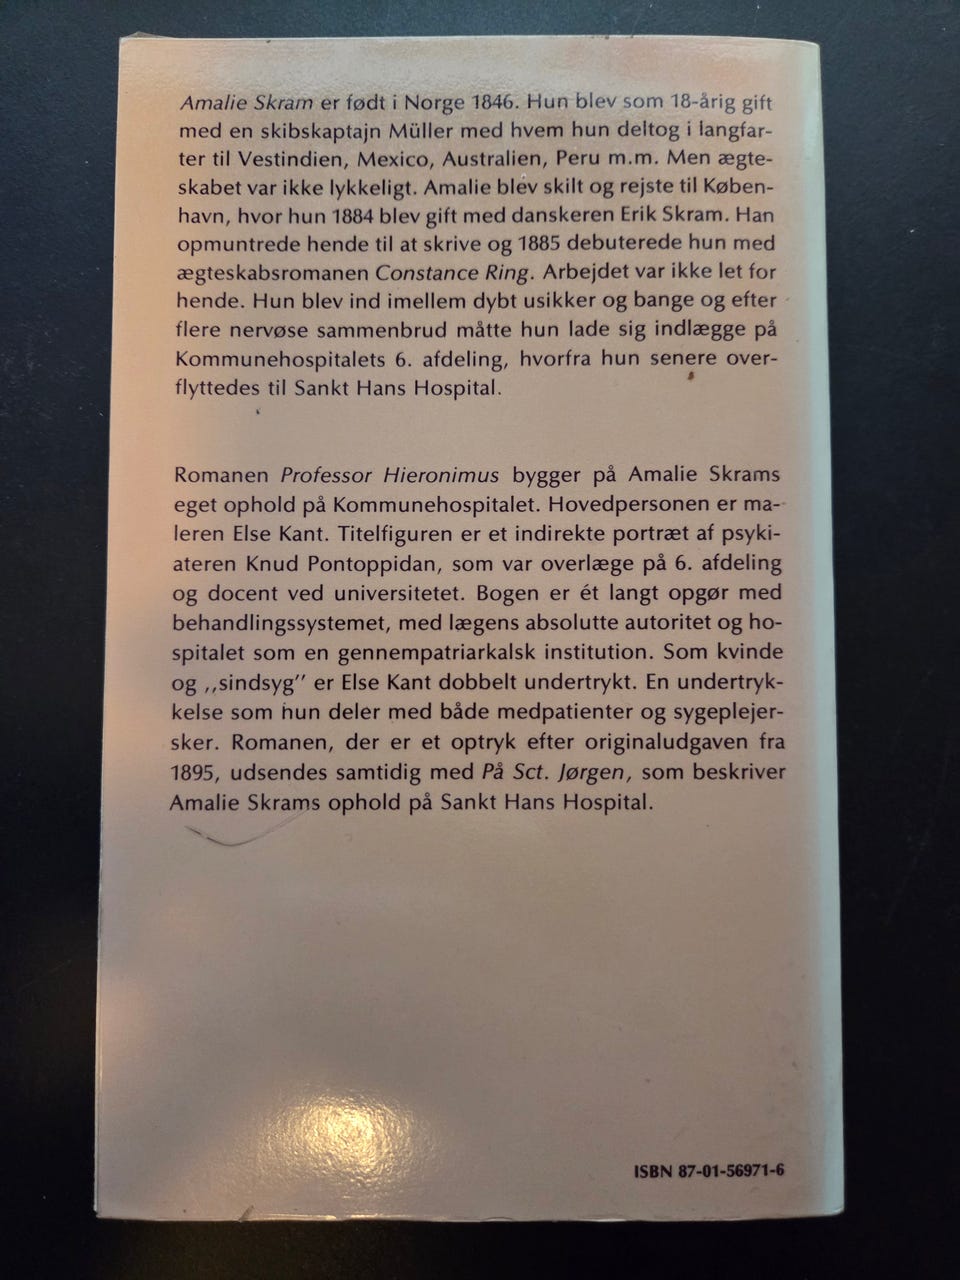 Amalie Skram er født i Norge 1846. Hun blev som 18-årig gift
med en skibskaptajn Müller med hvem hun deltog i langfar-
ter til Vestindien, Mexico, Australien, Peru m.m. Men ægte-
skabet var ikke lykkeligt. Amalie blev skilt og rejste til Køben-
havn, hvor hun 1884 blev gift med danskeren Erik Skram. Han
opmuntrede hende til at skrive og 1885 debuterede hun med
ægteskabsromanen Constance Ring. Arbejdet var ikke let for
hende. Hun blev ind imellem dybt usikker og bange og efter
flere nervøse sammenbrud måtte hun lade sig indlægge på
Kommunehospitalets 6. afdeling, hvorfra hun senere over-
flyttedes til Sankt Hans Hospital.
Romanen Professor Hieronimus bygger på Amalie Skrams
eget ophold på Kommunehospitalet. Hovedpersonen er ma-
leren Else Kant. Titelfiguren er et indirekte portræt af psyki-
ateren Knud Pontoppidan, som var overlæge på 6. afdeling
og docent ved universitetet. Bogen er ét langt opgør med
behandlingssystemet, med lægens absolutte autoritet og ho-
spitalet som en gennempatriarkalsk institution. Som kvinde
og ,,sindsyg'' er Else Kant dobbelt undertrykt. En undertryk-
kelse som hun deler med både medpatienter og sygeplejer-
sker. Romanen, der er et optryk efter originaludgaven fra
1895, udsendes samtidig med På Sct. Jørgen, som beskriver
Amalie Skrams ophold på Sankt Hans Hospital.
ISBN 87-01-56971-6